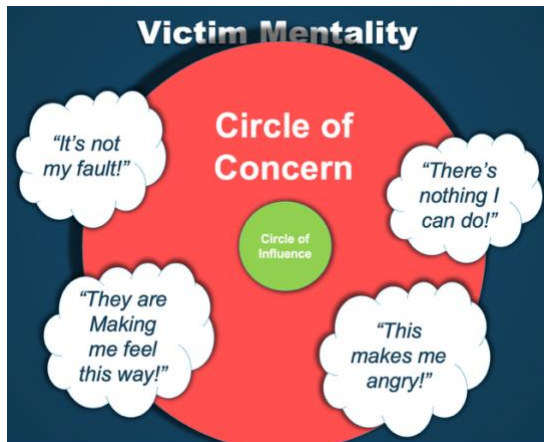 Victim Mentality
Circle of
Concern
“It’s not
my fault!”
“There’s
nothing I
can do!”
Circle of
Influence
“They are
Making
me feel
this way!”
“This
makes me
angry!”